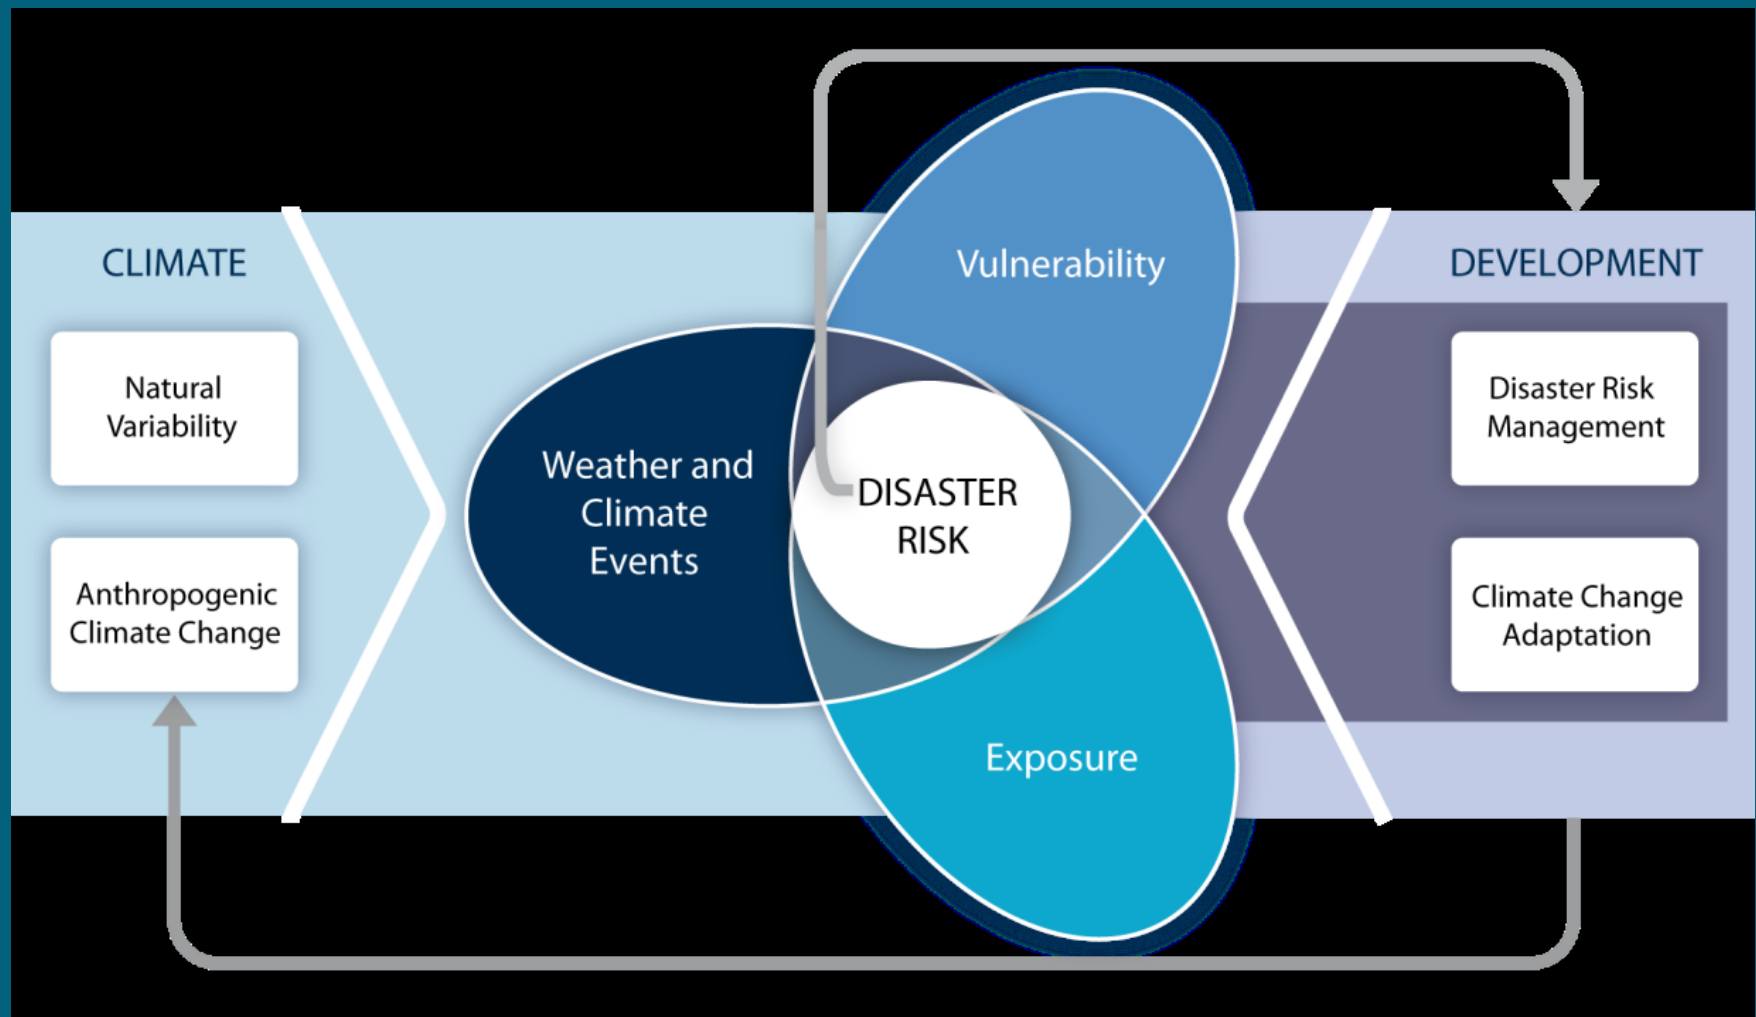 CLIMATE
Natural
Variability
Anthropogenic
Climate Change
Weather and
Climate
Events
Vulnerability
DISASTER
RISK
Exposure
DEVELOPMENT
Disaster Risk
Management
Climate Change
Adaptation